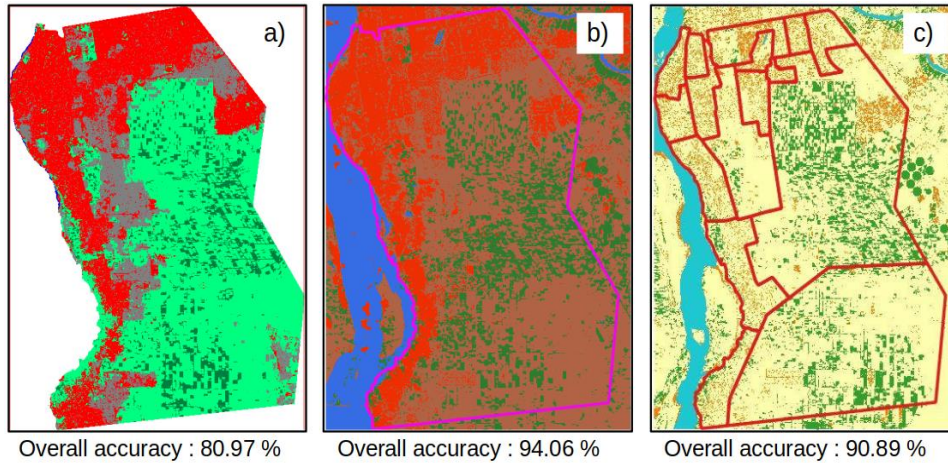 a)
b)
c)
Overall accuracy : 80.97 %
Overall accuracy : 94.06 %
Overall accuracy : 90.89 %